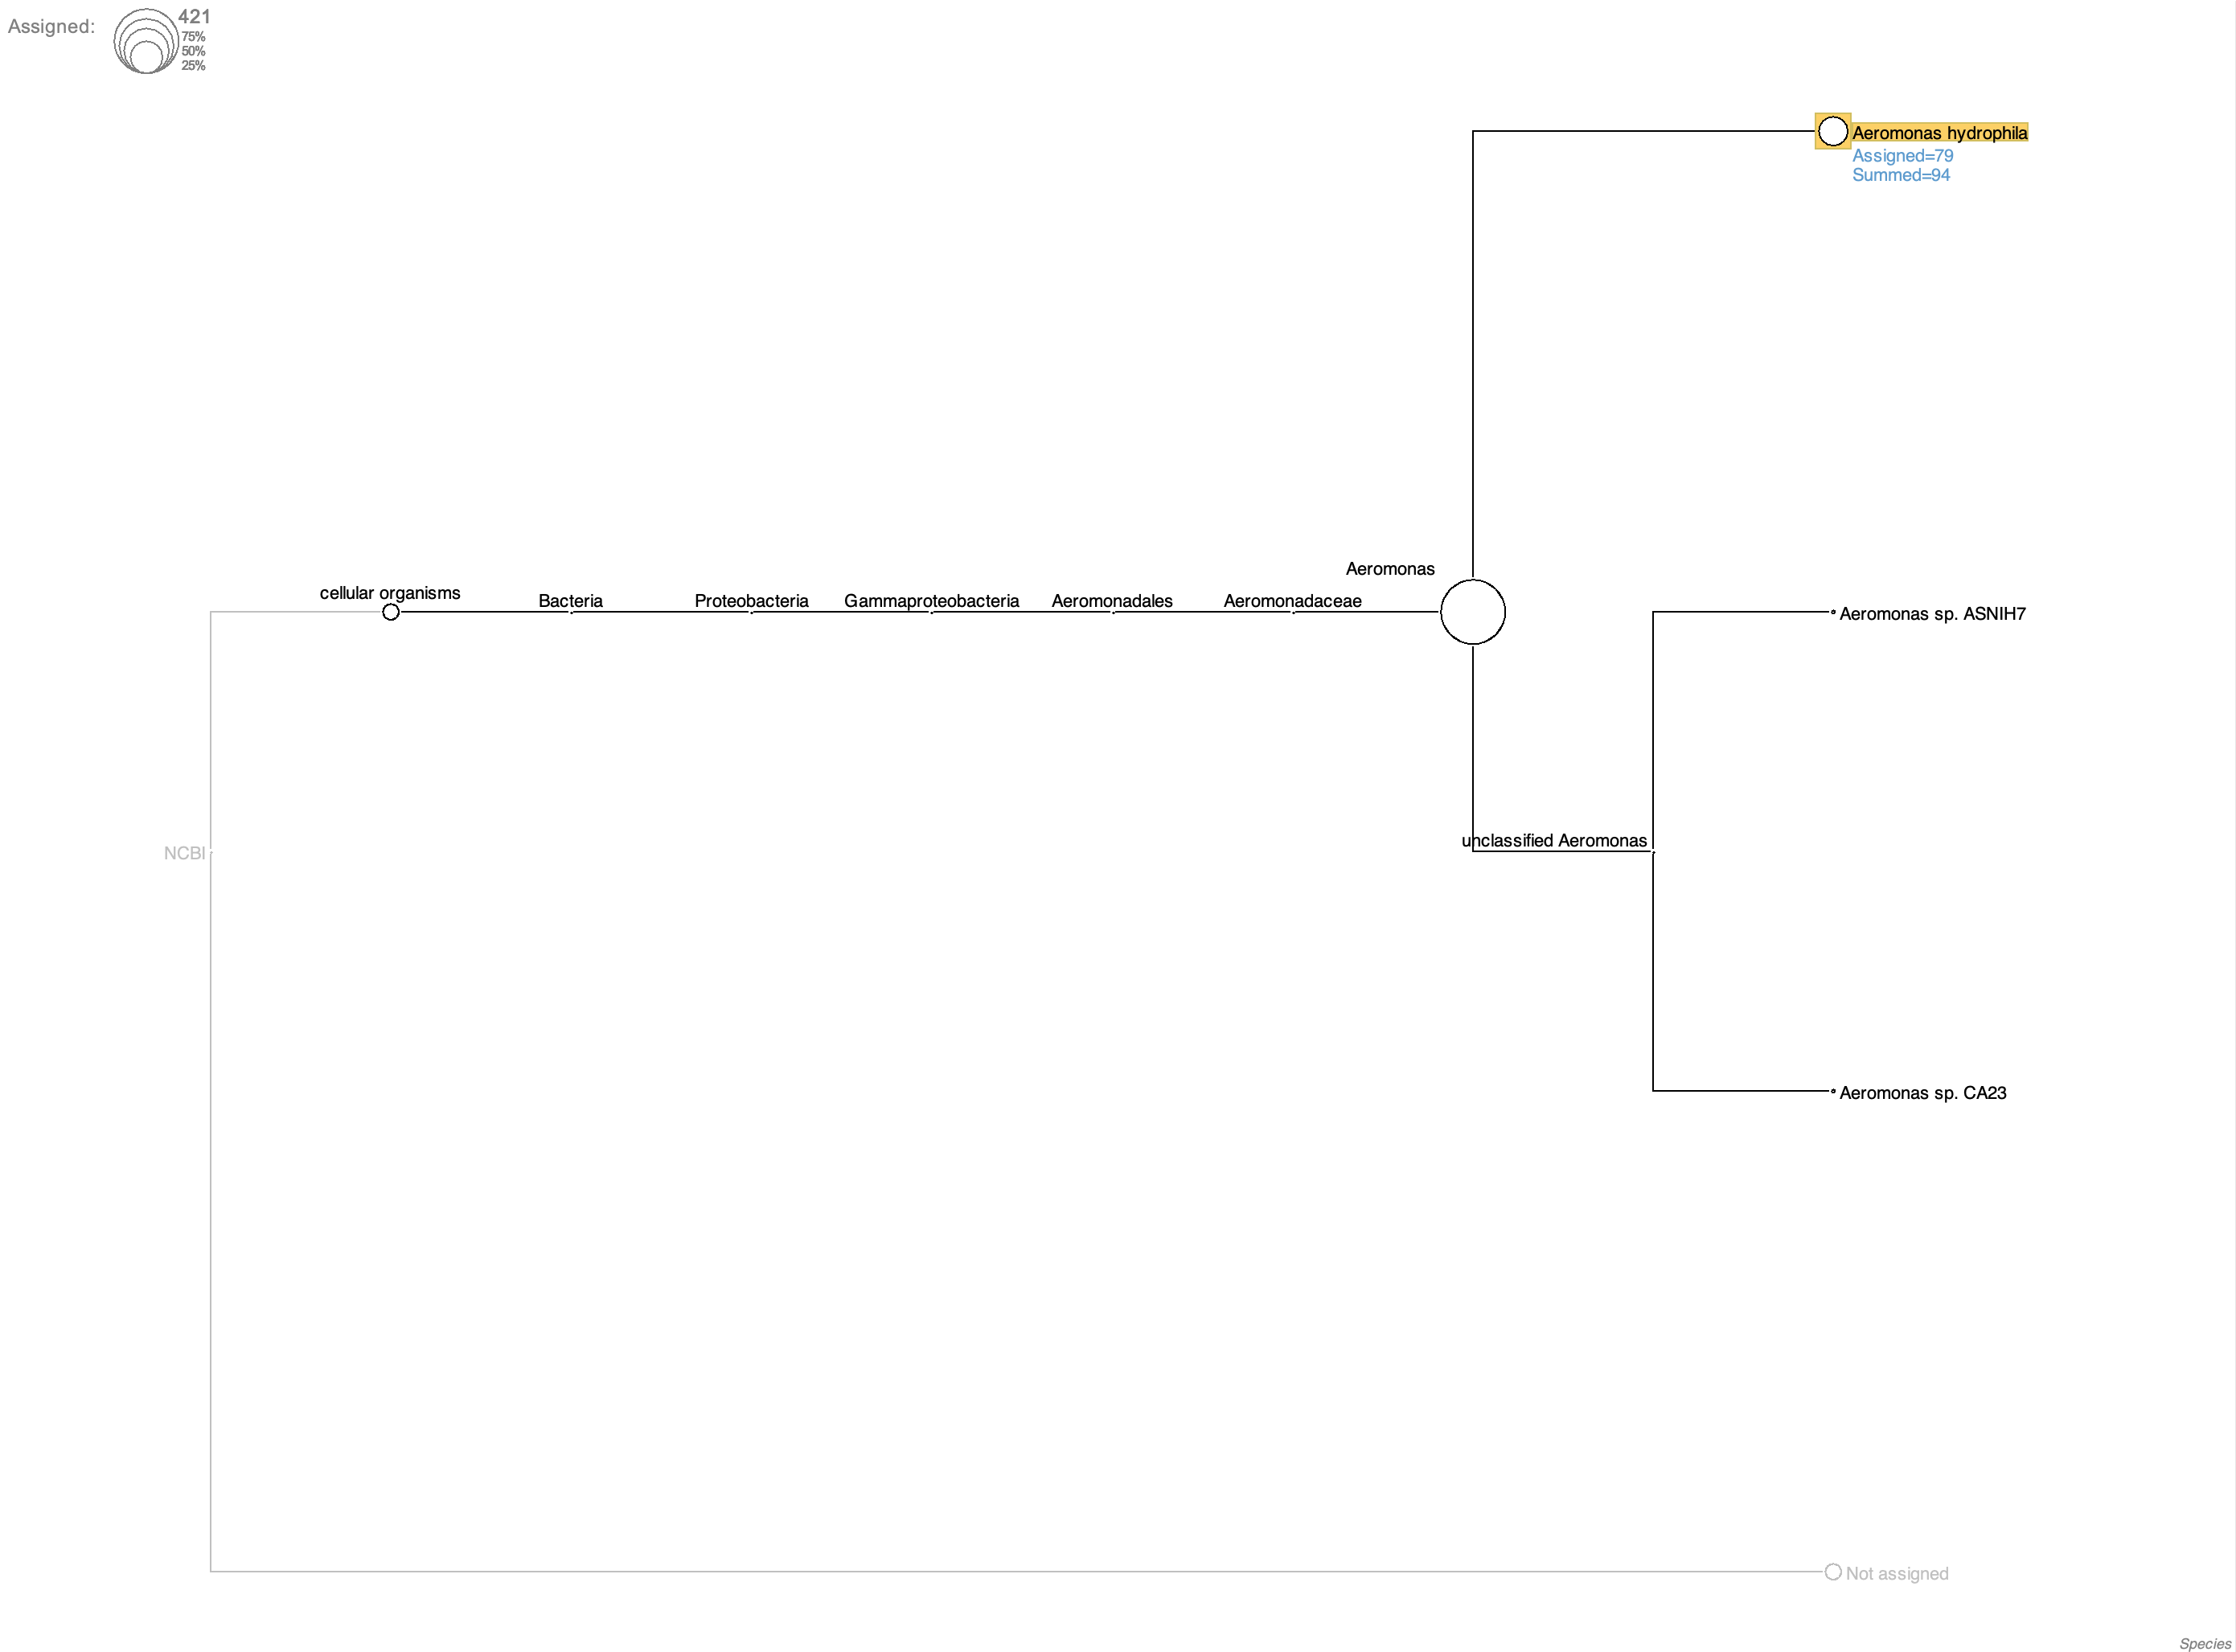 Assigned:
421
75%
50%
25%
Aeromonas hydrophila
Assigned=79
Summed=94
Aeromonas
cellular organisms
Bacteria
Proteobacteria
Gammaproteobacteria
Aeromonadales
Aeromonadaceae
Aeromonas sp. ASNIH7
unclassified Aeromonas
NCBI
Aeromonas sp. CA23
Not assigned
Species